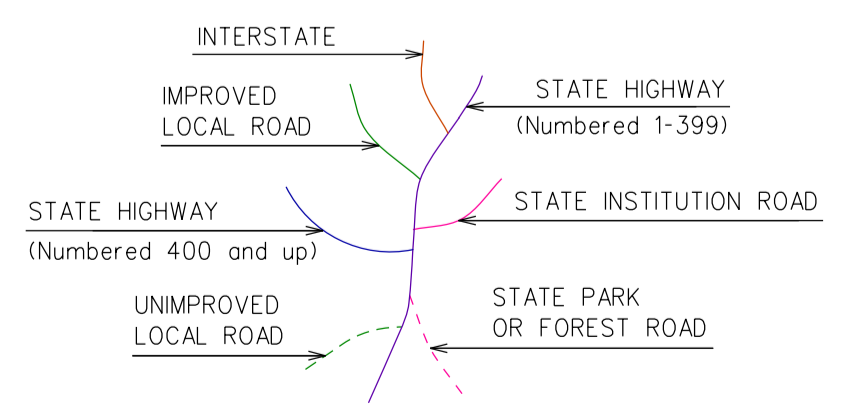 INTERSTATE
STATE HIGHWAY
(Numbered 1-399)
IMPROVED
LOCAL ROAD
STATE INSTITUTION ROAD
STATE HIGHWAY
(Numbered 400 and up)
STATE PARK
OR FOREST ROAD
UNIMPROVED
LOCAL ROAD